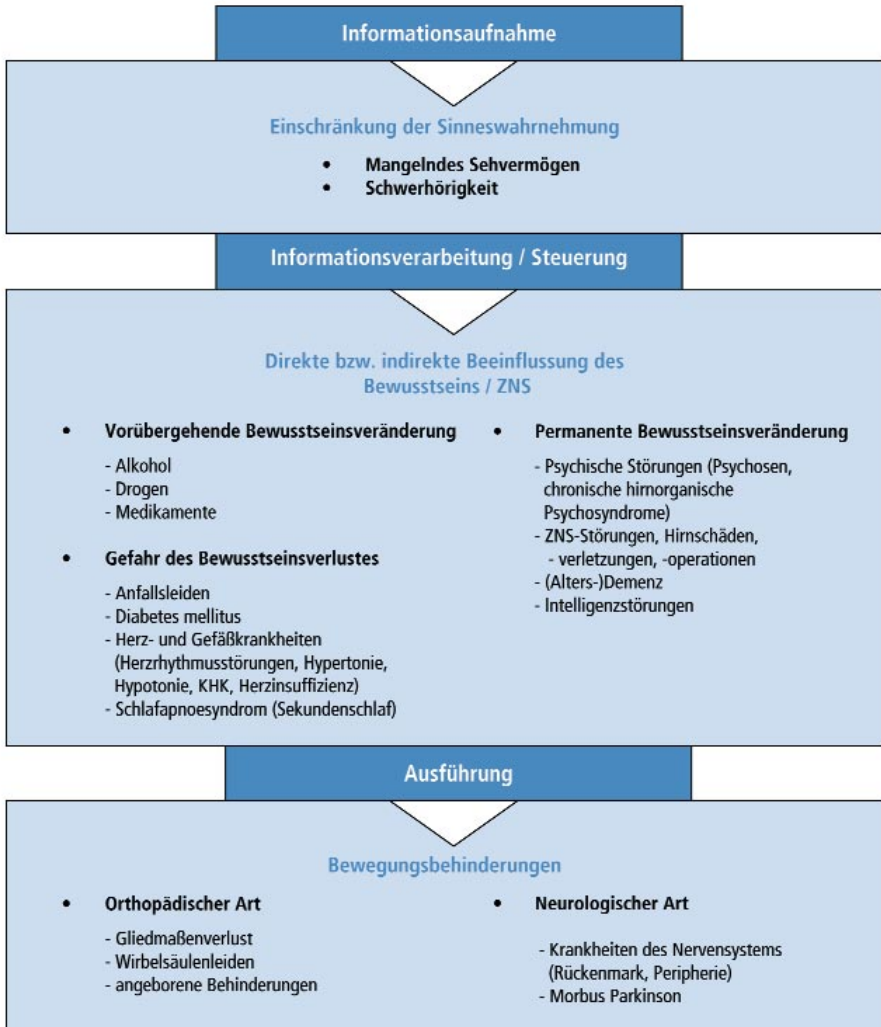 Informationsaufnahme
Einschränkung der Sinneswahrnehmung
• Mangelndes Sehvermögen
• Schwerhörigkeit
Informationsverarbeitung / Steuerung
Direkte bzw. indirekte Beeinflussung des
Bewusstseins / ZNS
• Vorübergehende Bewusstseinsveränderung
- Alkohol
- Drogen
- Medikamente
• Gefahr des Bewusstseinsverlustes
- Anfallsleiden
- Diabetes mellitus
- Herz- und Gefäßkrankheiten
(Herzrhythmusstörungen, Hypertonie,
Hypotonie, KHK, Herzinsuffizienz)
- Schlafapnoesyndrom (Sekundenschlaf)
• Permanente Bewusstseinsveränderung
- Psychische Störungen (Psychosen,
chronische hirnorganische
Psychosyndrome)
- ZNS-Störungen, Hirnschäden,
- verletzungen, -operationen
- (Alters-)Demenz
- Intelligenzstörungen
Ausführung
Bewegungsbehinderungen
• Orthopädischer Art
- Gliedmaßenverlust
- Wirbelsäulenleiden
- angeborene Behinderungen
• Neurologischer Art
- Krankheiten des Nervensystems
(Rückenmark, Peripherie)
- Morbus Parkinson